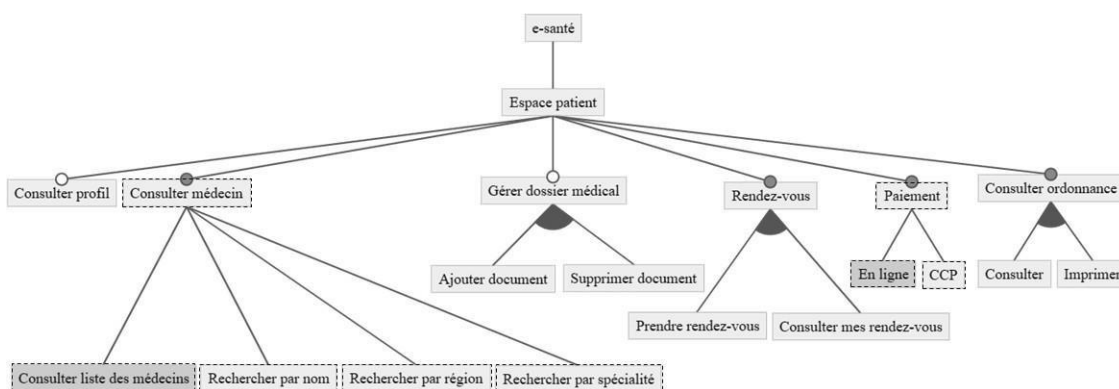 e-santé
Espace patient
Consulter profil
Consulter médecin
Gérer dossier médical
Rendez-vous
Paiement
Consulter ordonnance
Ajouter document
Supprimer document
En ligne
CCP
Consulter
Imprimer
Prendre rendez-vous
Consulter mes rendez-vous
Consulter liste des médecins
Rechercher par nom
Rechercher par région
Rechercher par spécialité